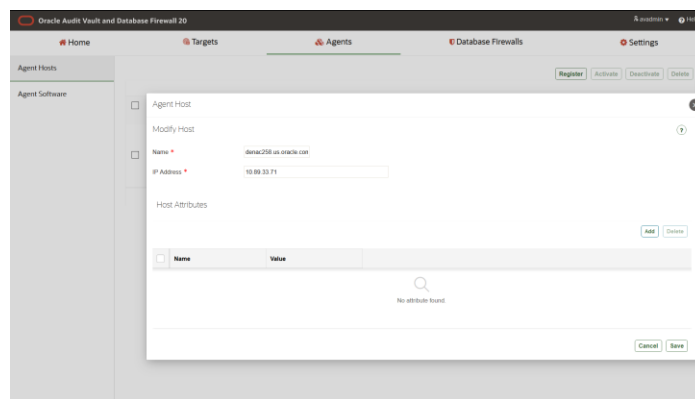 Oracle Audit Vault and Database Firewall 20
avadmin
Home
Targets
Agents
Database Firewalls
Settings
Agent Hosts
Register Activate Deactivate Delete
Agent Software
Agent Host
Modify Host
?
Name *
denac258.us.oracle.con
IP Address *
10.89.33.71
Host Attributes
Add Delete
Name Value
No attribute found.
Cancel Save